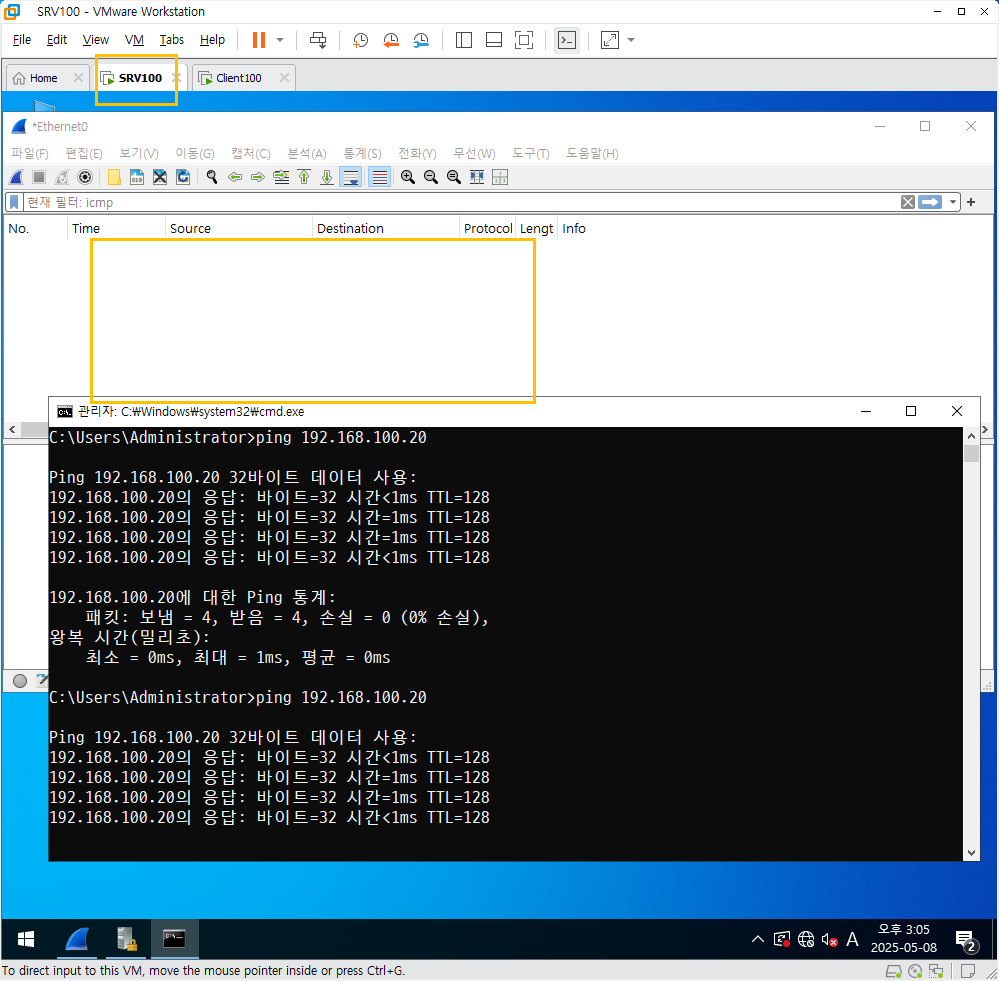 SRV100 - VMware Workstation
File Edit View VM Tabs Help
Home SRV100 Client100
*Ethernet0
파일(F) 편집(E) 보기(V) 이동(G) 캡처(C) 분석(A) 통계(S) 전화(Y) 무선(W) 도구(T) 도움말(H)
현재 필터: icmp
No. Time Source Destination Protocol Lengt Info
관리자: C:₩Windows₩system32₩cmd.exe
C:\Users\Administrator>ping 192.168.100.20
Ping 192.168.100.20 32바이트 데이터 사용:
192.168.100.20의 응답: 바이트=32 시간<1ms TTL=128
192.168.100.20의 응답: 바이트=32 시간=1ms TTL=128
192.168.100.20의 응답: 바이트=32 시간=1ms TTL=128
192.168.100.20의 응답: 바이트=32 시간<1ms TTL=128
192.168.100.20에 대한 Ping 통계:
패킷: 보냄 = 4, 받음 = 4, 손실 = 0 (0% 손실),
왕복 시간(밀리초):
최소 = 0ms, 최대 = 1ms, 평균 = 0ms
C:\Users\Administrator>ping 192.168.100.20
Ping 192.168.100.20 32바이트 데이터 사용:
192.168.100.20의 응답: 바이트=32 시간<1ms TTL=128
192.168.100.20의 응답: 바이트=32 시간=1ms TTL=128
192.168.100.20의 응답: 바이트=32 시간=1ms TTL=128
192.168.100.20의 응답: 바이트=32 시간<1ms TTL=128
A 오후 3:05
2025-05-08 2
To direct input to this VM, move the mouse pointer inside or press Ctrl+G.